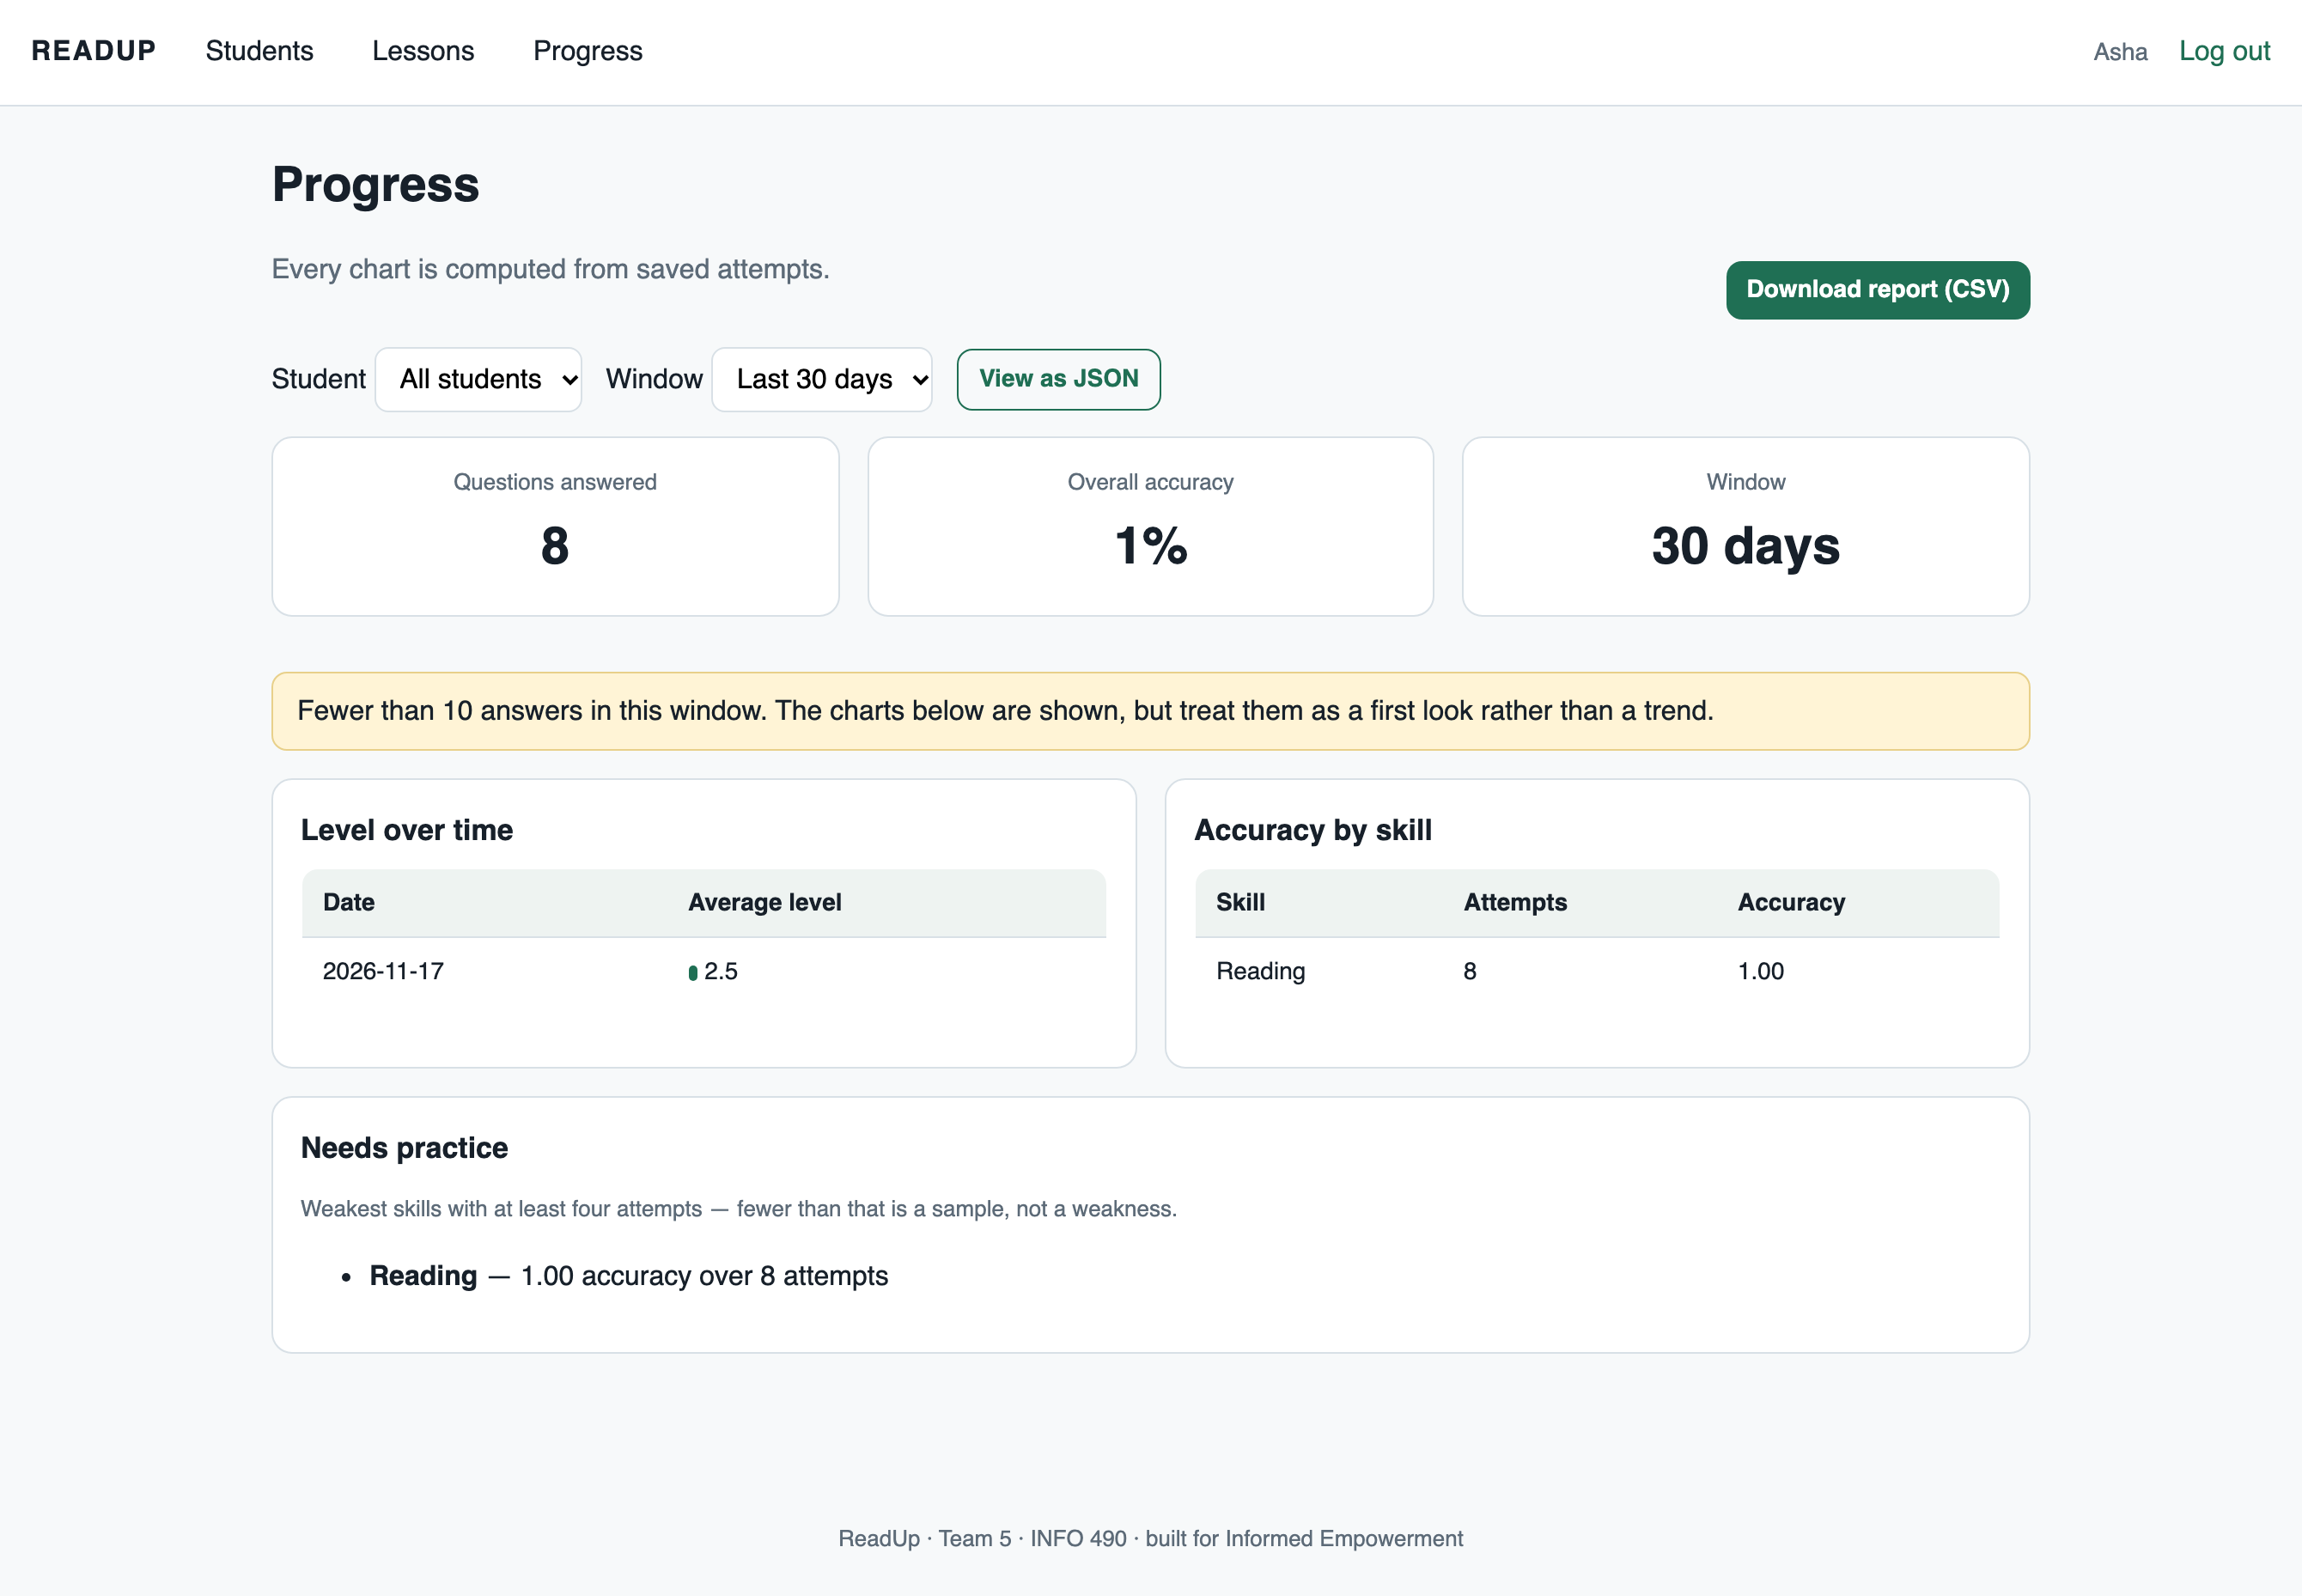 READUP Students Lessons Progress Asha Log out
Progress
Every chart is computed from saved attempts.
Download report (CSV)
Student All students Window Last 30 days View as JSON
Questions answered
8
Overall accuracy
1%
Window
30 days
Fewer than 10 answers in this window. The charts below are shown, but treat them as a first look rather than a trend.
Level over time
Date Average level
2026-11-17 2.5
Accuracy by skill
Skill Attempts Accuracy
Reading 8 1.00
Needs practice
Weakest skills with at least four attempts — fewer than that is a sample, not a weakness.
• Reading — 1.00 accuracy over 8 attempts
ReadUp · Team 5 · INFO 490 · built for Informed Empowerment